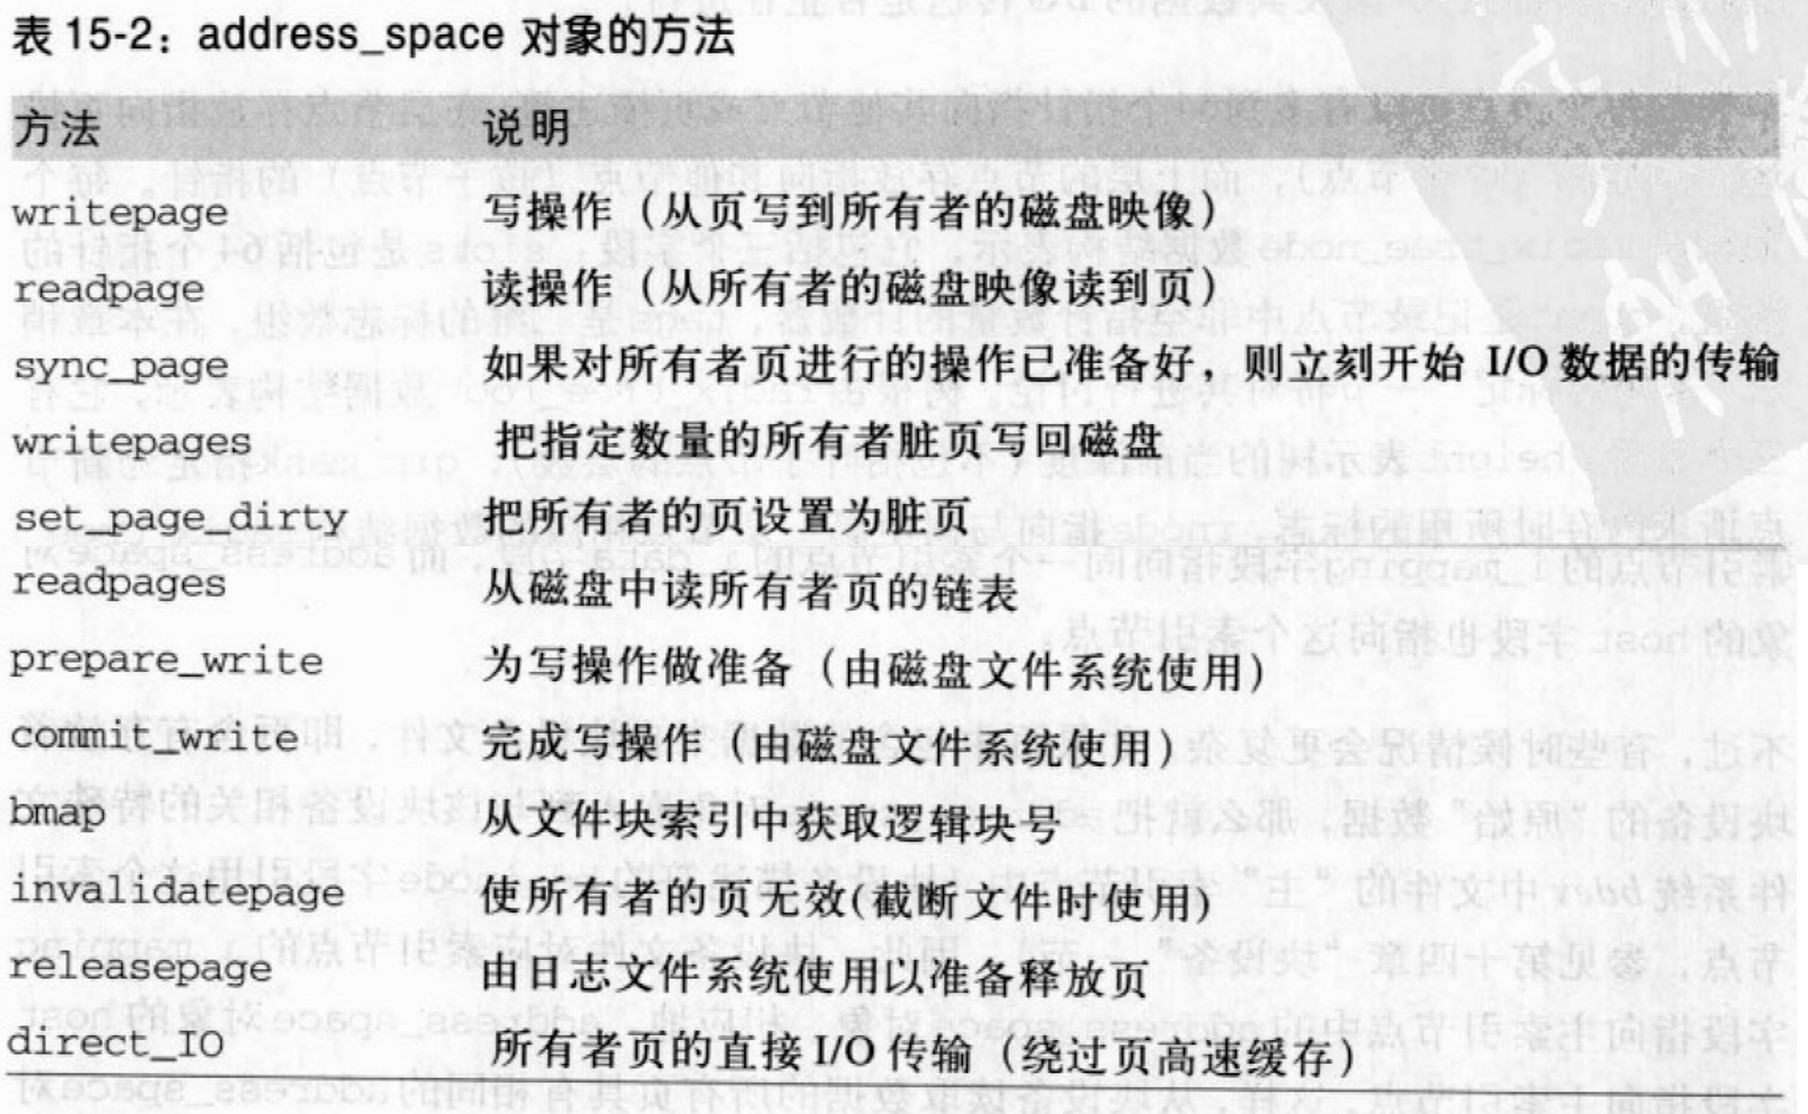 表 15-2：address_space 对象的方法
方法 说明
writepage 写操作（从页写到所有者的磁盘映像）
readpage 读操作（从所有者的磁盘映像读到页）
sync_page 如果对所有者页进行的操作已准备好，则立刻开始 I/O 数据的传输
writepages 把指定数量的所有者脏页写回磁盘
set_page_dirty 把所有者的页设置为脏页
readpages 从磁盘中读所有者页的链表
prepare_write 为写操作做准备（由磁盘文件系统使用）
commit_write 完成写操作（由磁盘文件系统使用）
bmap 从文件块索引中获取逻辑块号
invalidatepage 使所有者的页无效(截断文件时使用)
releasepage 由日志文件系统使用以准备释放页
direct_IO 所有者页的直接 I/O 传输（绕过页高速缓存）